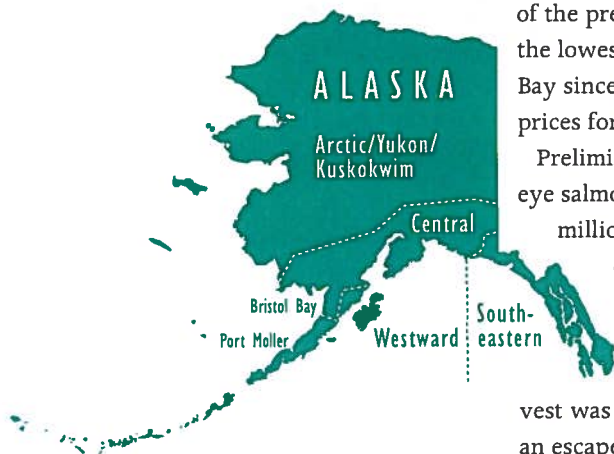 ALASKA
Arctic/Yukon/
Kuskokwim
Central
Bristol Bay
Port Moller
Westward
South-
eastern
of the pre
the lowes
Bay since
prices for
Prelimi
eye salmo
millio
vest was
an escape